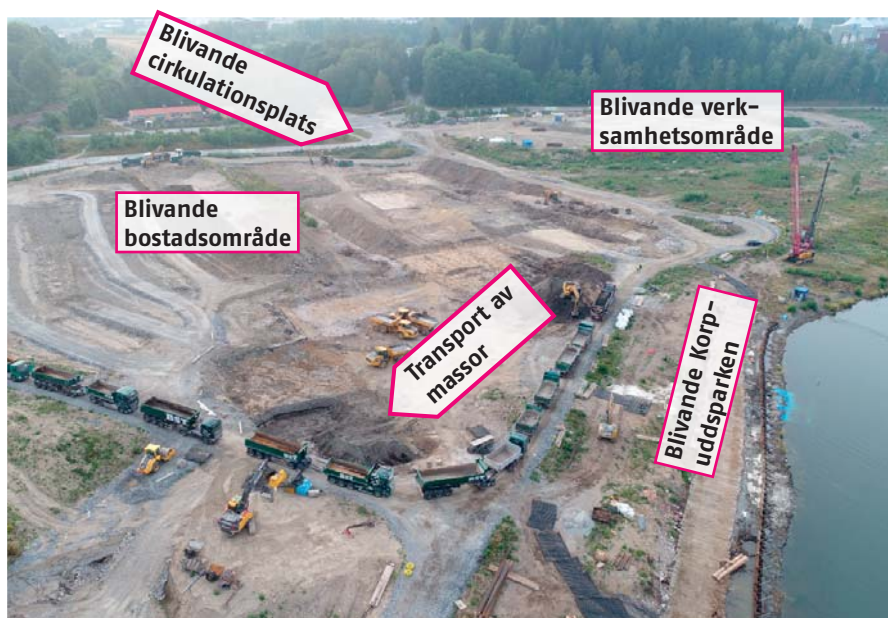 Blivande
cirkulationsplats
Blivande verk-
samhetsområde
Blivande
bostadsområde
Transport av
massor
Blivande Korp-
uddsparken